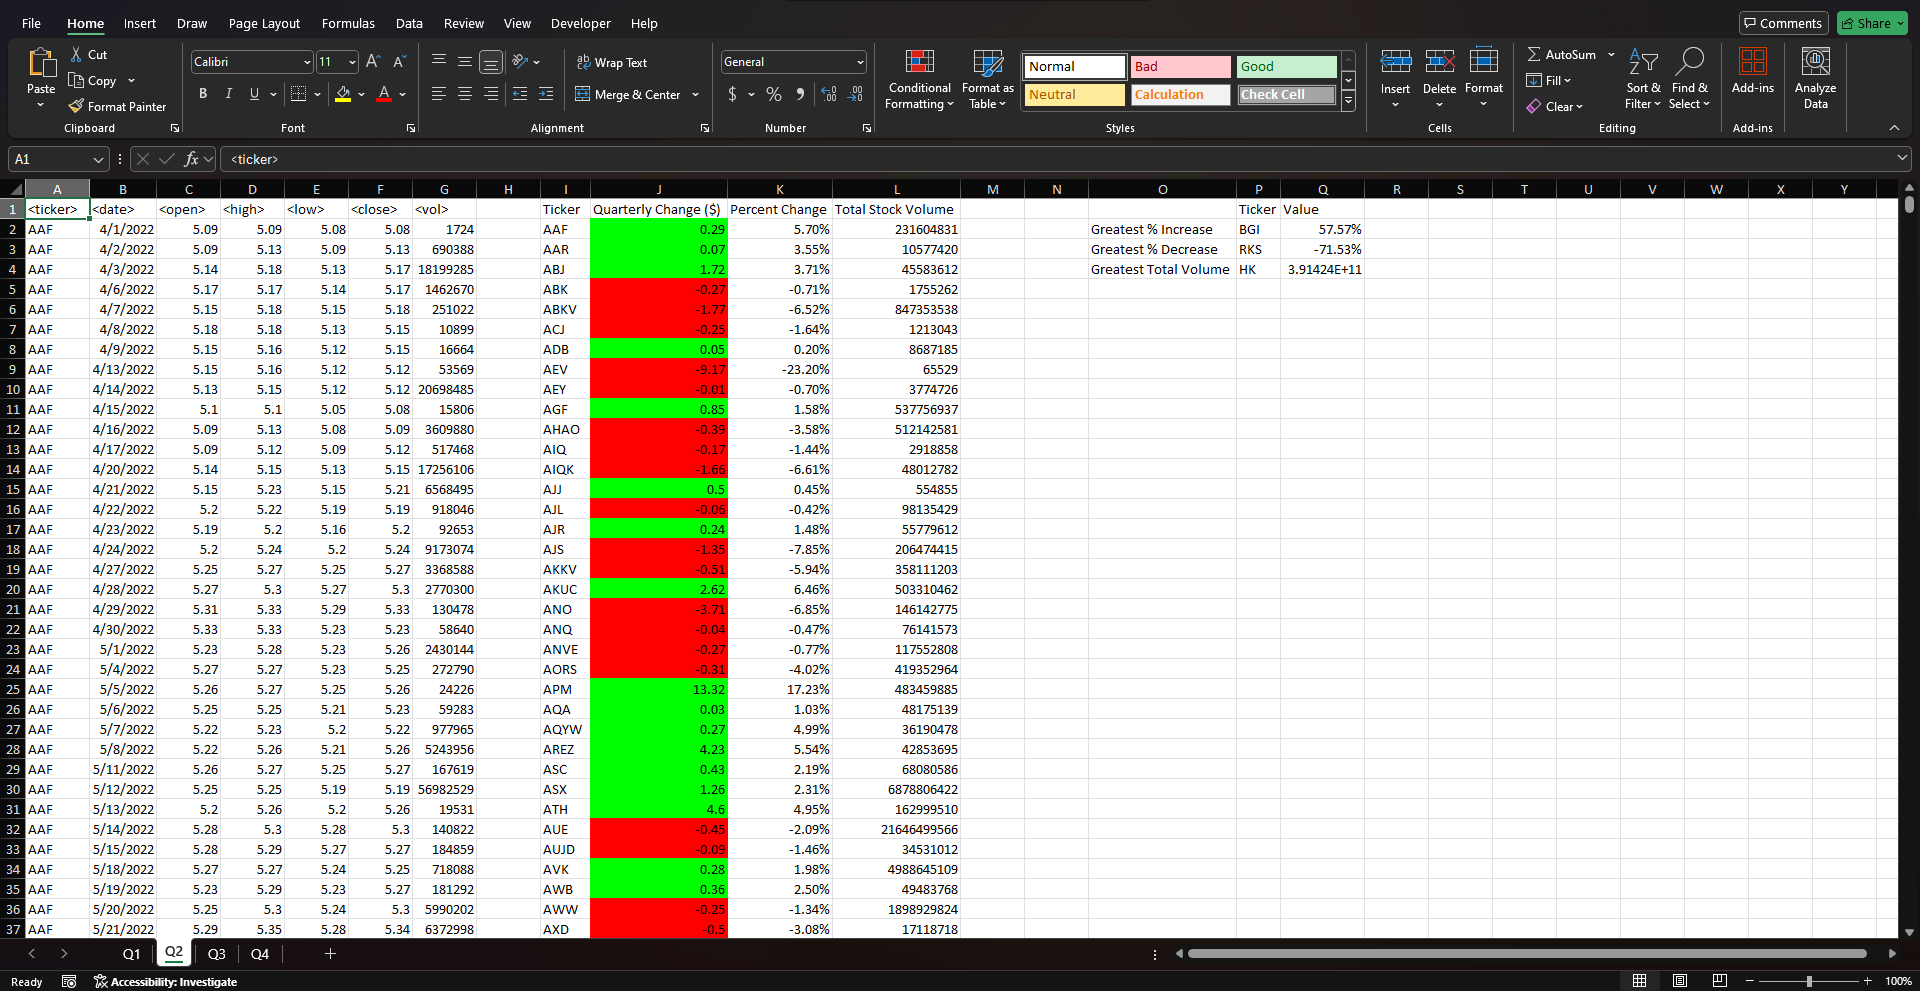 File Home Insert Draw Page Layout Formulas Data Review View Developer Help Comments Share
Paste Cut Copy Format Painter Clipboard
Calibri 11 B I U A Font
Wrap Text Merge & Center Alignment
General $ % Number
Conditional Formatting Format as Table Normal Bad Good Neutral Calculation Check Cell Styles
Insert Delete Format Cells
AutoSum Fill Clear Sort & Filter Find & Select Editing
Add-ins Add-ins
Analyze Data
A1 fx <ticker>
A B C D E F G H I J K L M N O P Q R S T U V W X Y
1 <ticker> <date> <open> <high> <low> <close> <vol> Ticker Quarterly Change ($) Percent Change Total Stock Volume Ticker Value
2 AAF 4/1/2022 5.09 5.09 5.08 5.08 1724 AAF 0.29 5.70% 231604831 Greatest % Increase BGI 57.57%
3 AAF 4/2/2022 5.09 5.13 5.09 5.13 690388 AAR 0.07 3.55% 10577420 Greatest % Decrease RKS -71.53%
4 AAF 4/3/2022 5.14 5.18 5.13 5.17 18199285 ABJ 1.72 3.71% 45583612 Greatest Total Volume HK 3.91424E+11
5 AAF 4/6/2022 5.17 5.17 5.14 5.17 1462670 ABK -0.27 -0.71% 1755262
6 AAF 4/7/2022 5.15 5.18 5.15 5.18 251022 ABKV -1.77 -6.52% 847353538
7 AAF 4/8/2022 5.18 5.18 5.13 5.15 10899 ACJ -0.25 -1.64% 1213043
8 AAF 4/9/2022 5.15 5.16 5.12 5.15 16664 ADB 0.05 0.20% 8687185
9 AAF 4/13/2022 5.15 5.16 5.12 5.12 53569 AEV -9.17 -23.20% 65529
10 AAF 4/14/2022 5.13 5.15 5.12 5.12 20698485 AEY -0.01 -0.70% 3774726
11 AAF 4/15/2022 5.1 5.1 5.05 5.08 15806 AGF 0.85 1.58% 537756937
12 AAF 4/16/2022 5.09 5.13 5.08 5.09 3609880 AHAO -0.39 -3.58% 512142581
13 AAF 4/17/2022 5.09 5.12 5.09 5.12 517468 AIQ -0.17 -1.44% 2918858
14 AAF 4/20/2022 5.14 5.15 5.13 5.15 17256106 AIQK -1.66 -6.61% 48012782
15 AAF 4/21/2022 5.15 5.23 5.15 5.21 6568495 AJJ 0.5 0.45% 554855
16 AAF 4/22/2022 5.2 5.22 5.19 5.19 918046 AJL -0.06 -0.42% 98135429
17 AAF 4/23/2022 5.19 5.2 5.16 5.2 92653 AJR 0.24 1.48% 55779612
18 AAF 4/24/2022 5.2 5.24 5.2 5.24 9173074 AJS -1.35 -7.85% 206474415
19 AAF 4/27/2022 5.25 5.27 5.25 5.27 3368588 AKKV -0.51 -5.94% 358111203
20 AAF 4/28/2022 5.27 5.3 5.27 5.3 2770300 AKUC 2.62 6.46% 503310462
21 AAF 4/29/2022 5.31 5.33 5.29 5.33 130478 ANO -3.71 -6.85% 146142775
22 AAF 4/30/2022 5.33 5.33 5.23 5.23 58640 ANQ -0.04 -0.47% 76141573
23 AAF 5/1/2022 5.23 5.28 5.23 5.26 2430144 ANVE -0.27 -0.77% 117552808
24 AAF 5/4/2022 5.27 5.27 5.23 5.25 272790 AORS -0.31 -4.02% 419352964
25 AAF 5/5/2022 5.26 5.27 5.25 5.26 24226 APM 13.32 17.23% 483459885
26 AAF 5/6/2022 5.25 5.25 5.21 5.23 59283 AQA 0.03 1.03% 48175139
27 AAF 5/7/2022 5.22 5.23 5.2 5.22 977965 AQYW 0.27 4.99% 36190478
28 AAF 5/8/2022 5.22 5.26 5.21 5.26 5243956 AREZ 4.23 5.54% 42853695
29 AAF 5/11/2022 5.26 5.27 5.25 5.27 167619 ASC 0.43 2.19% 68080586
30 AAF 5/12/2022 5.25 5.25 5.19 5.19 56982529 ASX 1.26 2.31% 6878806422
31 AAF 5/13/2022 5.2 5.26 5.2 5.26 19531 ATH 4.6 4.95% 162999510
32 AAF 5/14/2022 5.28 5.3 5.28 5.3 140822 AUE -0.45 -2.09% 21646499566
33 AAF 5/15/2022 5.28 5.29 5.27 5.27 184859 AUJD -0.09 -1.46% 34531012
34 AAF 5/18/2022 5.27 5.27 5.24 5.25 718088 AVK 0.28 1.98% 4988645109
35 AAF 5/19/2022 5.23 5.29 5.23 5.27 181292 AWB 0.36 2.50% 49483768
36 AAF 5/20/2022 5.25 5.3 5.24 5.3 5990202 AWW -0.25 -1.34% 1898929824
37 AAF 5/21/2022 5.29 5.35 5.28 5.34 6372998 AXD -0.5 -3.08% 17118718
Q1 Q2 Q3 Q4
Ready Accessibility: Investigate 100%